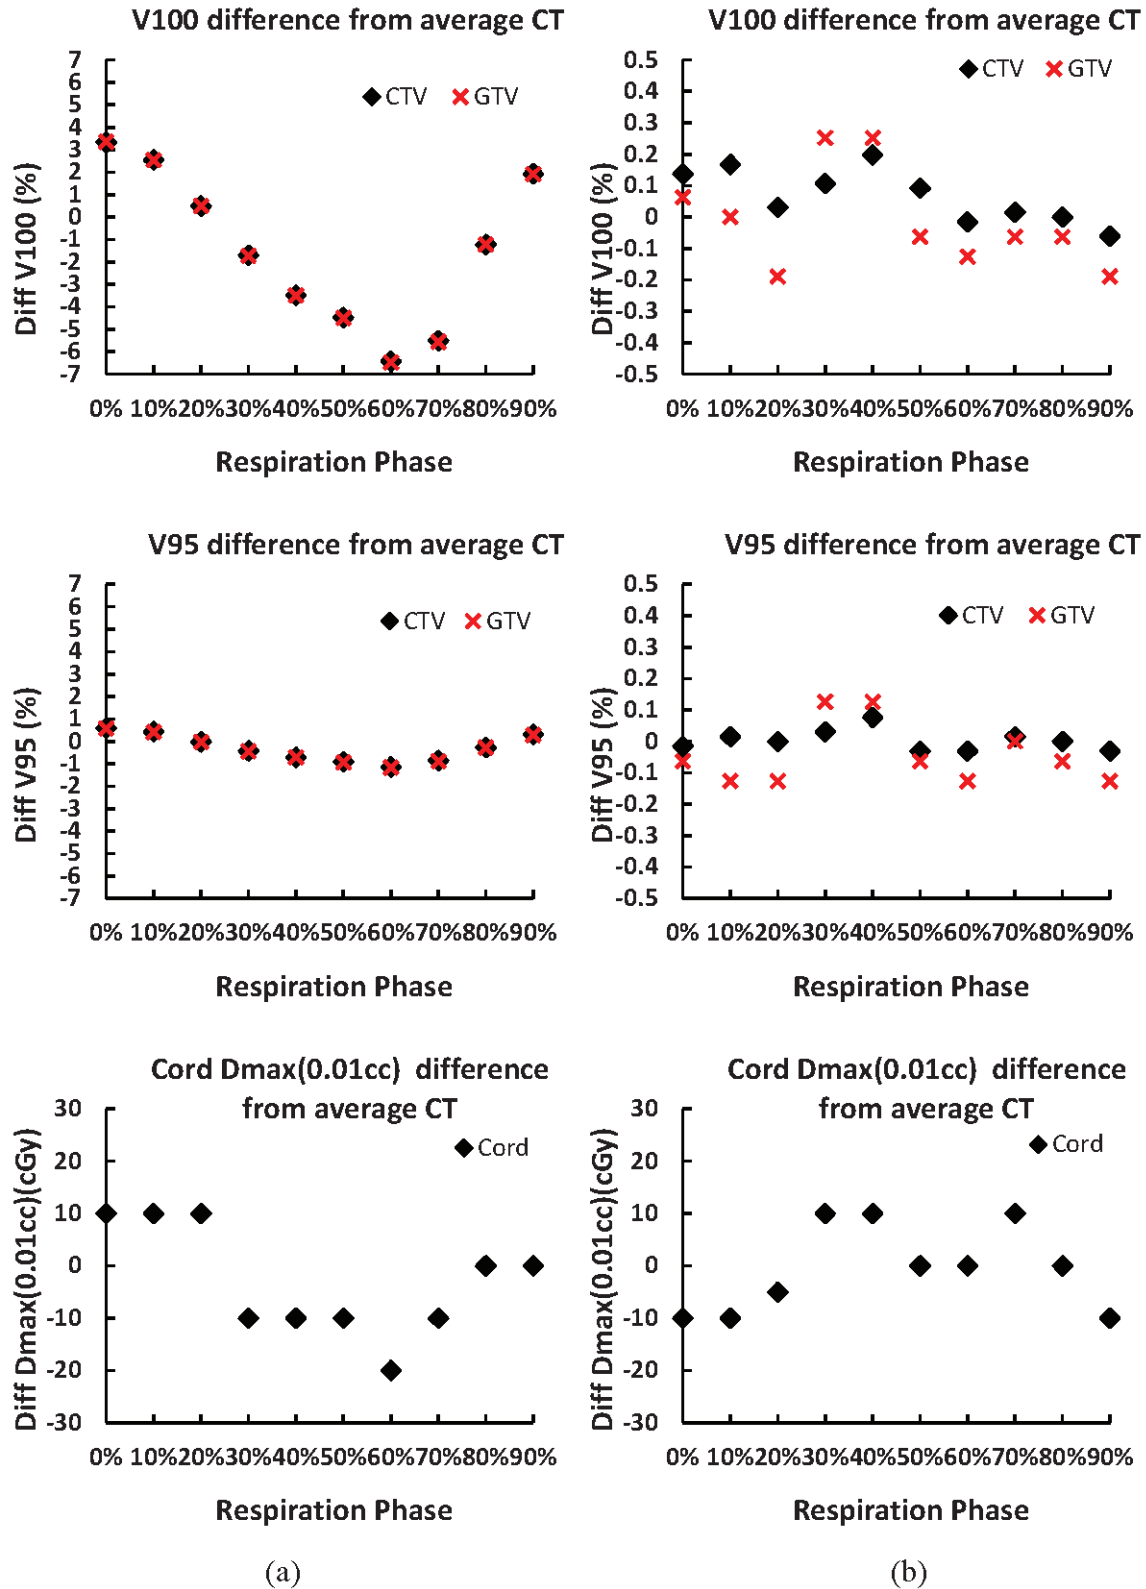 V100 difference from average CT
7
6
5
4
3
2
1
0
-1
-2
-3
-4
-5
-6
-7
Diff V100 (%)
CTV GTV
0% 10%20%30%40%50%60%70%80%90%
Respiration Phase
V100 difference from average CT
0.5
0.4
0.3
0.2
0.1
0
-0.1
-0.2
-0.3
-0.4
-0.5
Diff V100 (%)
CTV GTV
0% 10%20%30%40%50%60%70%80%90%
Respiration Phase
V95 difference from average CT
7
6
5
4
3
2
1
0
-1
-2
-3
-4
-5
-6
-7
Diff V95 (%)
CTV GTV
0% 10%20%30%40%50%60%70%80%90%
Respiration Phase
V95 difference from average CT
0.5
0.4
0.3
0.2
0.1
0
-0.1
-0.2
-0.3
-0.4
-0.5
Diff V95 (%)
CTV GTV
0% 10%20%30%40%50%60%70%80%90%
Respiration Phase
Cord Dmax(0.01cc) difference
from average CT
30
20
10
0
-10
-20
-30
Diff Dmax(0.01cc)(cGy)
Cord
0% 10%20%30%40%50%60%70%80%90%
Respiration Phase
Cord Dmax(0.01cc) difference
from average CT
30
20
10
0
-10
-20
-30
Diff Dmax(0.01cc)(cGy)
Cord
0% 10%20%30%40%50%60%70%80%90%
Respiration Phase
(a)
(b)